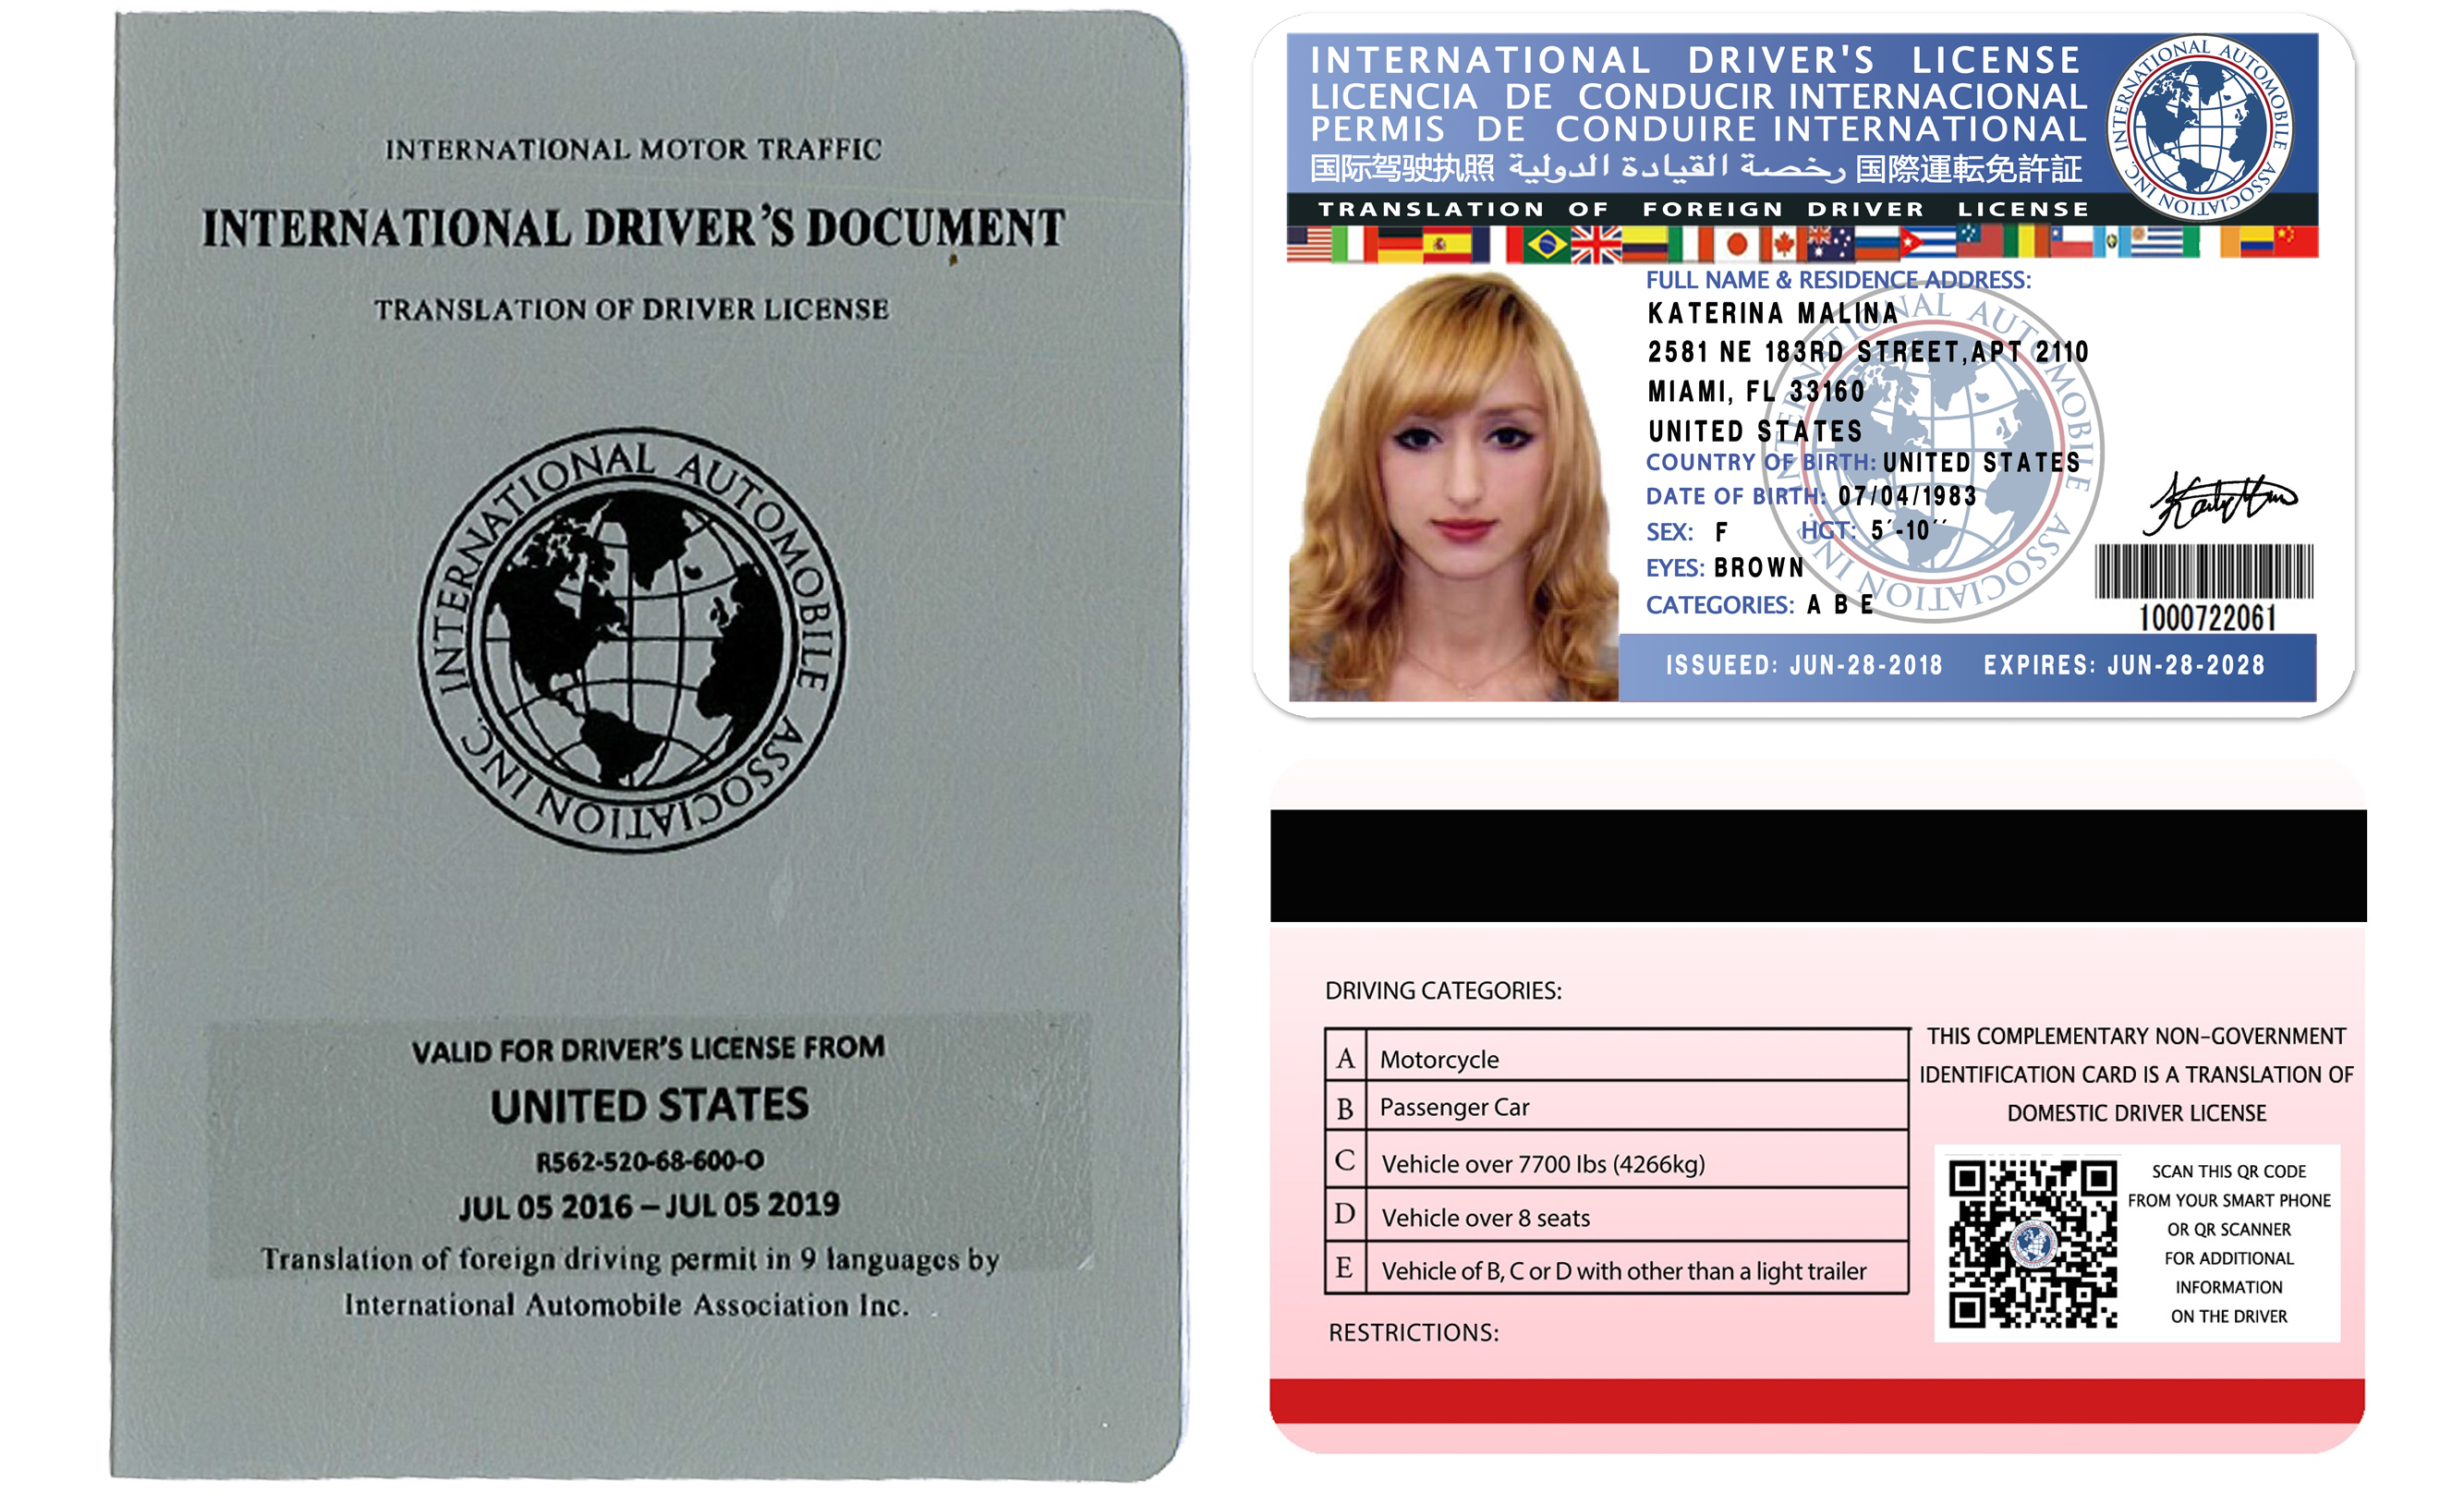 INTERNATIONAL MOTOR TRAFFIC
INTERNATIONAL DRIVER'S DOCUMENT
TRANSLATION OF DRIVER LICENSE
INTERNATIONAL AUTOMOBILE ASSOCIATION INC.
VALID FOR DRIVER'S LICENSE FROM
UNITED STATES
R562-520-68-600-O
JUL 05 2016 – JUL 05 2019
Translation of foreign driving permit in 9 languages by
International Automobile Association Inc.
INTERNATIONAL DRIVER'S LICENSE
LICENCIA DE CONDUCIR INTERNACIONAL
PERMIS DE CONDUIRE INTERNATIONAL
国际驾驶执照 رخصة القيادة الدولية 国際運転免許証
TRANSLATION OF FOREIGN DRIVER LICENSE
INTERNATIONAL AUTOMOBILE ASSOCIATION INC.
FULL NAME & RESIDENCE ADDRESS:
KATERINA MALINA
2581 NE 183RD STREET,APT 2110
MIAMI, FL 33160
UNITED STATES
COUNTRY OF BIRTH: UNITED STATES
DATE OF BIRTH: 07/04/1983
SEX: F HGT: 5´-10´´
EYES: BROWN
CATEGORIES: A B E
INTERNATIONAL AUTOMOBILE ASSOCIATION INC.
1000722061
ISSUEED: JUN-28-2018 EXPIRES: JUN-28-2028
DRIVING CATEGORIES:
A Motorcycle
B Passenger Car
C Vehicle over 7700 lbs (4266kg)
D Vehicle over 8 seats
E Vehicle of B, C or D with other than a light trailer
RESTRICTIONS:
THIS COMPLEMENTARY NON-GOVERNMENT
IDENTIFICATION CARD IS A TRANSLATION OF
DOMESTIC DRIVER LICENSE
SCAN THIS QR CODE
FROM YOUR SMART PHONE
OR QR SCANNER
FOR ADDITIONAL
INFORMATION
ON THE DRIVER